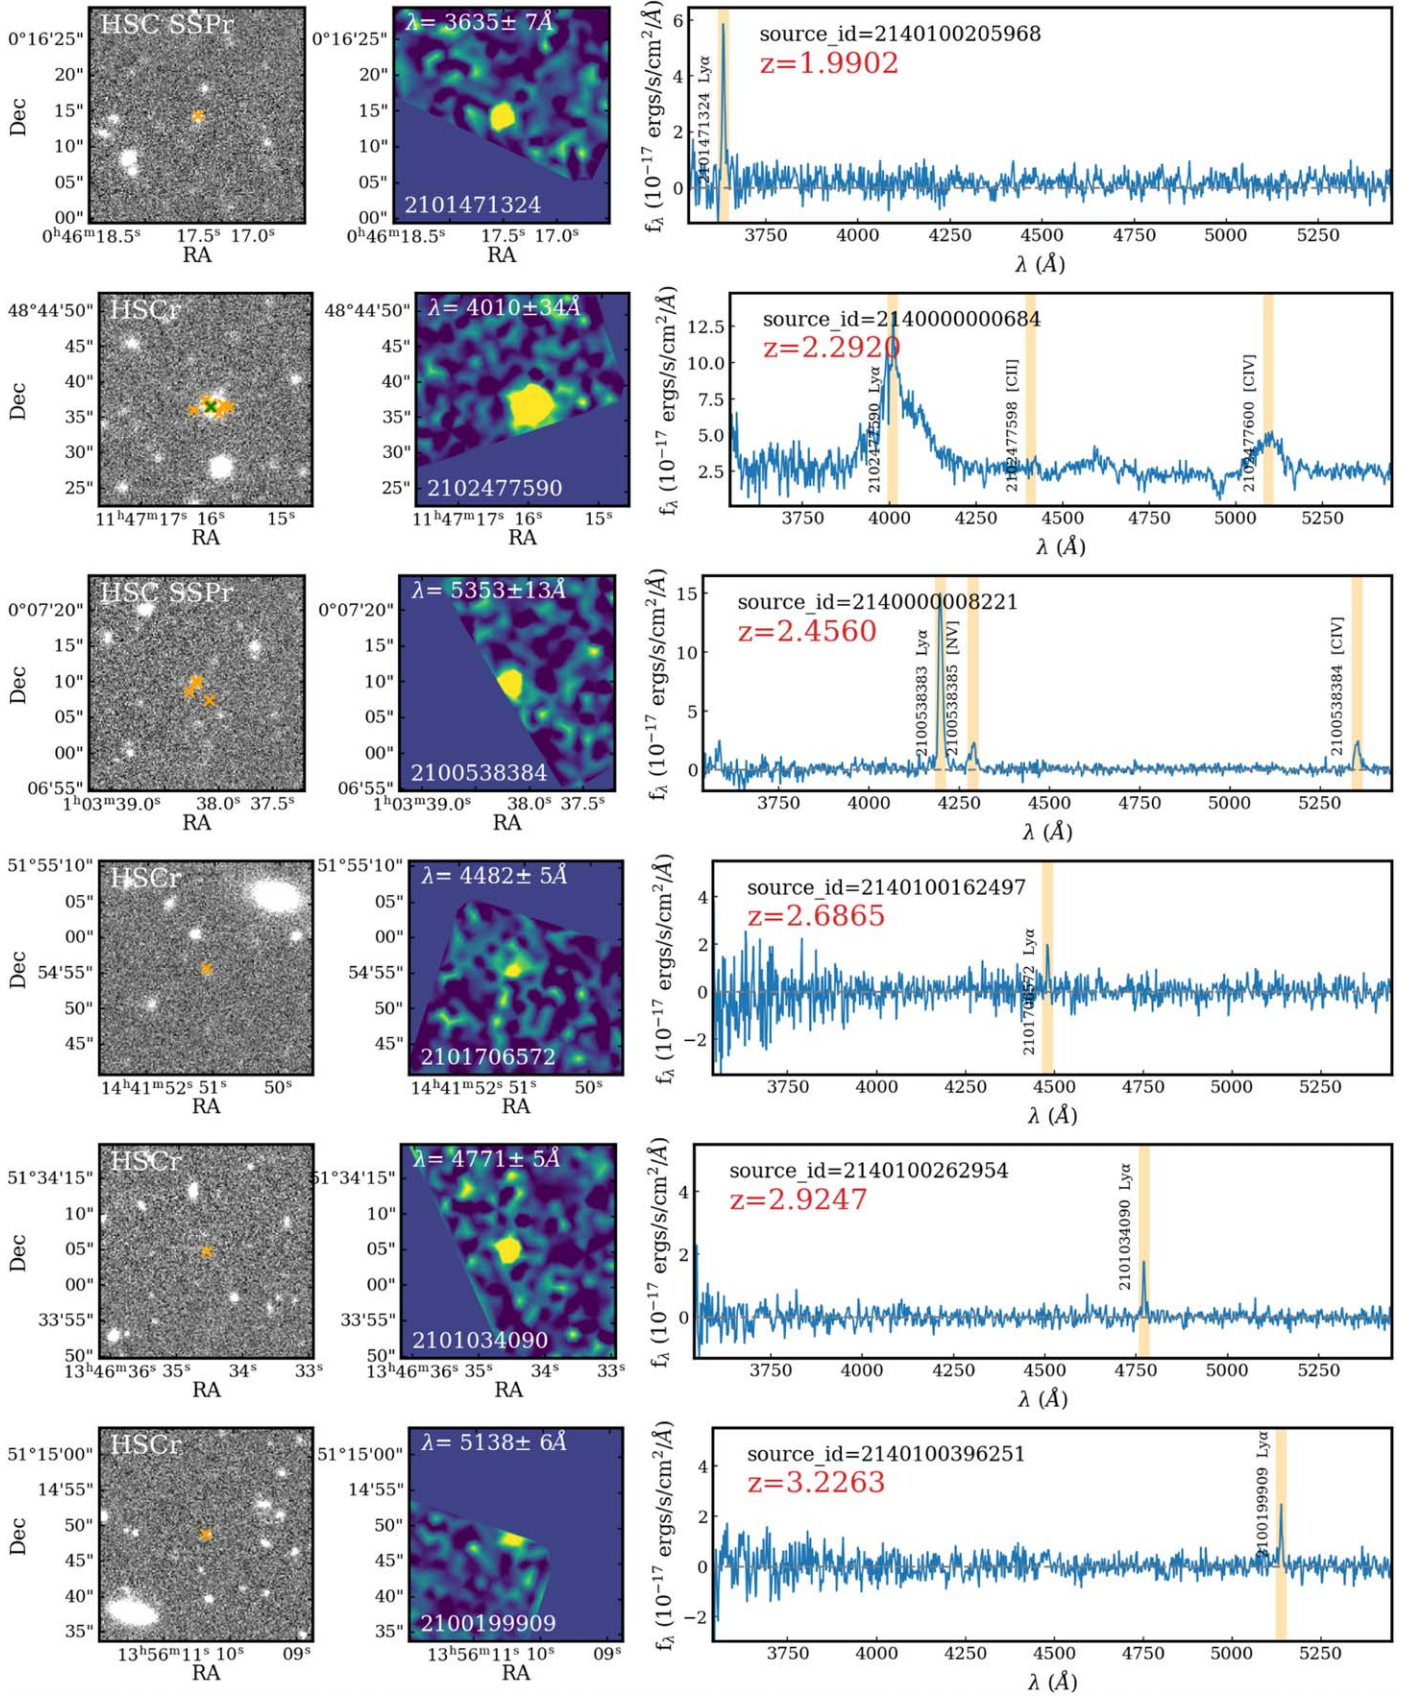 HSC SSPr
Dec
0°16'25"
20"
15"
10"
05"
00"
0ʰ46ᵐ18.5ˢ 17.5ˢ 17.0ˢ
RA
λ= 3635± 7Å
0°16'25"
20"
15"
10"
05"
00"
2101471324
0ʰ46ᵐ18.5ˢ 17.5ˢ 17.0ˢ
RA
fλ (10⁻¹⁷ ergs/s/cm²/Å)
6
4
2
0
source_id=2140100205968
z=1.9902
2101471324 Lyα
3750 4000 4250 4500 4750 5000 5250
λ (Å)
HSCr
Dec
48°44'50"
45"
40"
35"
30"
25"
11ʰ47ᵐ17ˢ 16ˢ 15ˢ
RA
λ= 4010±34Å
48°44'50"
45"
40"
35"
30"
25"
2102477590
11ʰ47ᵐ17ˢ 16ˢ 15ˢ
RA
fλ (10⁻¹⁷ ergs/s/cm²/Å)
12.5
10.0
7.5
5.0
2.5
source_id=2140000000684
z=2.2920
2102477590 Lyα
2102477598 [CII]
2102477600 [CIV]
3750 4000 4250 4500 4750 5000 5250
λ (Å)
HSC SSPr
Dec
0°07'20"
15"
10"
05"
00"
06'55"
1ʰ03ᵐ39.0ˢ 38.0ˢ 37.5ˢ
RA
λ= 5353±13Å
0°07'20"
15"
10"
05"
00"
06'55"
2100538384
1ʰ03ᵐ39.0ˢ 38.0ˢ 37.5ˢ
RA
fλ (10⁻¹⁷ ergs/s/cm²/Å)
15
10
5
0
source_id=2140000008221
z=2.4560
2100538383 Lyα
2100538385 [NV]
2100538384 [CIV]
3750 4000 4250 4500 4750 5000 5250
λ (Å)
HSCr
Dec
51°55'10"
05"
00"
54'55"
50"
45"
14ʰ41ᵐ52ˢ 51ˢ 50ˢ
RA
λ= 4482± 5Å
51°55'10"
05"
00"
54'55"
50"
45"
2101706572
14ʰ41ᵐ52ˢ 51ˢ 50ˢ
RA
fλ (10⁻¹⁷ ergs/s/cm²/Å)
4
2
0
−2
source_id=2140100162497
z=2.6865
2101706572 Lyα
3750 4000 4250 4500 4750 5000 5250
λ (Å)
HSCr
Dec
51°34'15"
10"
05"
00"
33'55"
50"
13ʰ46ᵐ36ˢ 35ˢ 34ˢ 33ˢ
RA
λ= 4771± 5Å
51°34'15"
10"
05"
00"
33'55"
50"
2101034090
13ʰ46ᵐ36ˢ 35ˢ 34ˢ 33ˢ
RA
fλ (10⁻¹⁷ ergs/s/cm²/Å)
4
2
0
source_id=2140100262954
z=2.9247
2101034090 Lyα
3750 4000 4250 4500 4750 5000 5250
λ (Å)
HSCr
Dec
51°15'00"
14'55"
50"
45"
40"
35"
13ʰ56ᵐ11ˢ 10ˢ 09ˢ
RA
λ= 5138± 6Å
51°15'00"
14'55"
50"
45"
40"
35"
2100199909
13ʰ56ᵐ11ˢ 10ˢ 09ˢ
RA
fλ (10⁻¹⁷ ergs/s/cm²/Å)
4
2
0
−2
source_id=2140100396251
z=3.2263
2100199909 Lyα
3750 4000 4250 4500 4750 5000 5250
λ (Å)